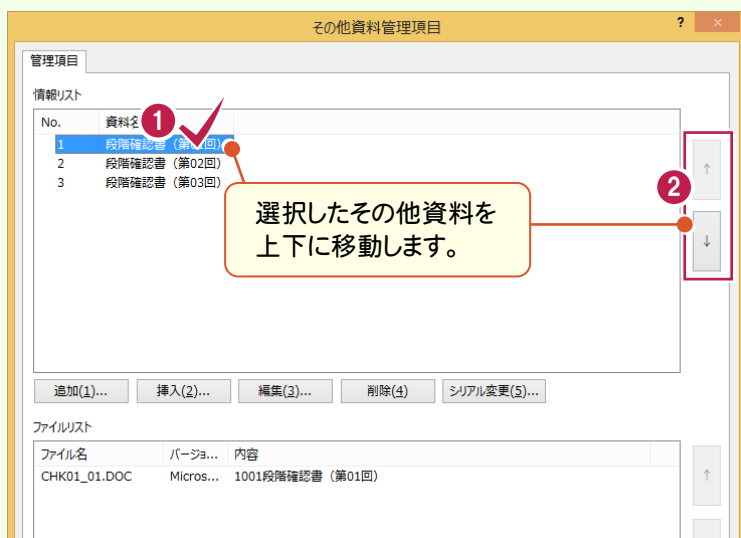 その他資料管理項目
? ×
管理項目
情報リスト
No. 資料名
1
1 段階確認書（第01回）
2 段階確認書（第02回）
3 段階確認書（第03回）
↑
2
↓
選択したその他資料を
上下に移動します。
追加(1)... 挿入(2)... 編集(3)... 削除(4) シリアル変更(5)...
ファイルリスト
ファイル名 バージョ... 内容
CHK01_01.DOC Micros... 1001段階確認書（第01回）
↑